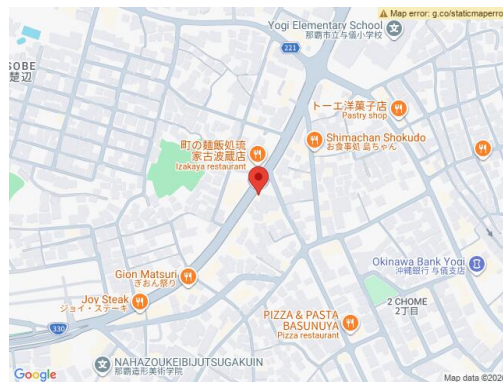 Map error: g.co/staticmaperro
Yogi Elementary School
那覇市立与儀小学校
221
SOBE
楚辺
トーエ洋菓子店
Pastry shop
町の麺飯処琉
家古波蔵店
Izakaya restaurant
Shimachan Shokudo
お食事処 島ちゃん
Gion Matsuri
ぎおん祭り
Okinawa Bank Yogi
沖縄銀行 与儀支店
Joy Steak
ジョイ・ステーキ
2 CHOME
2丁目
PIZZA & PASTA
BASUNUYA
Pizza restaurant
330
NAHAZOUKEIBIJUTSUGAKUIN
那覇造形美術学院
Google
Map data ©202